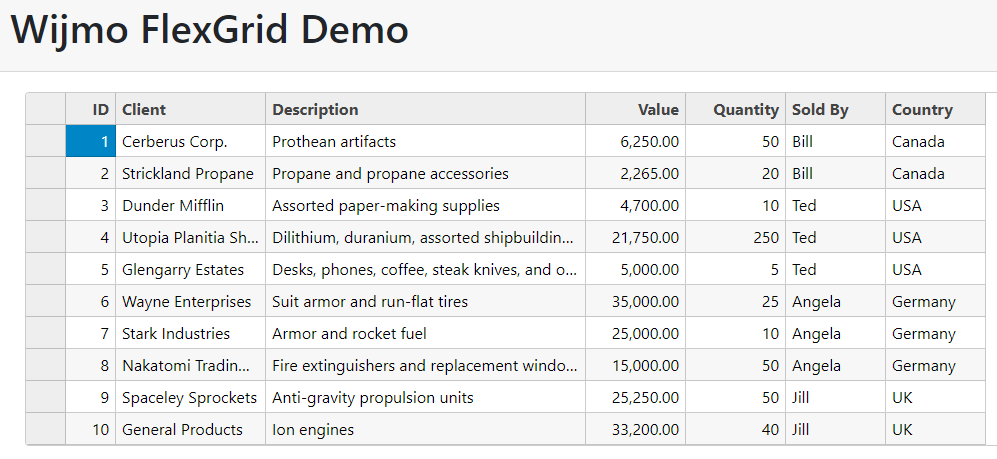 Wijmo FlexGrid Demo
ID Client Description Value Quantity Sold By Country
1 Cerberus Corp. Prothean artifacts 6,250.00 50 Bill Canada
2 Strickland Propane Propane and propane accessories 2,265.00 20 Bill Canada
3 Dunder Mifflin Assorted paper-making supplies 4,700.00 10 Ted USA
4 Utopia Planitia Sh... Dilithium, duranium, assorted shipbuildin... 21,750.00 250 Ted USA
5 Glengarry Estates Desks, phones, coffee, steak knives, and o... 5,000.00 5 Ted USA
6 Wayne Enterprises Suit armor and run-flat tires 35,000.00 25 Angela Germany
7 Stark Industries Armor and rocket fuel 25,000.00 10 Angela Germany
8 Nakatomi Tradin... Fire extinguishers and replacement windo... 15,000.00 50 Angela Germany
9 Spaceley Sprockets Anti-gravity propulsion units 25,250.00 50 Jill UK
10 General Products Ion engines 33,200.00 40 Jill UK